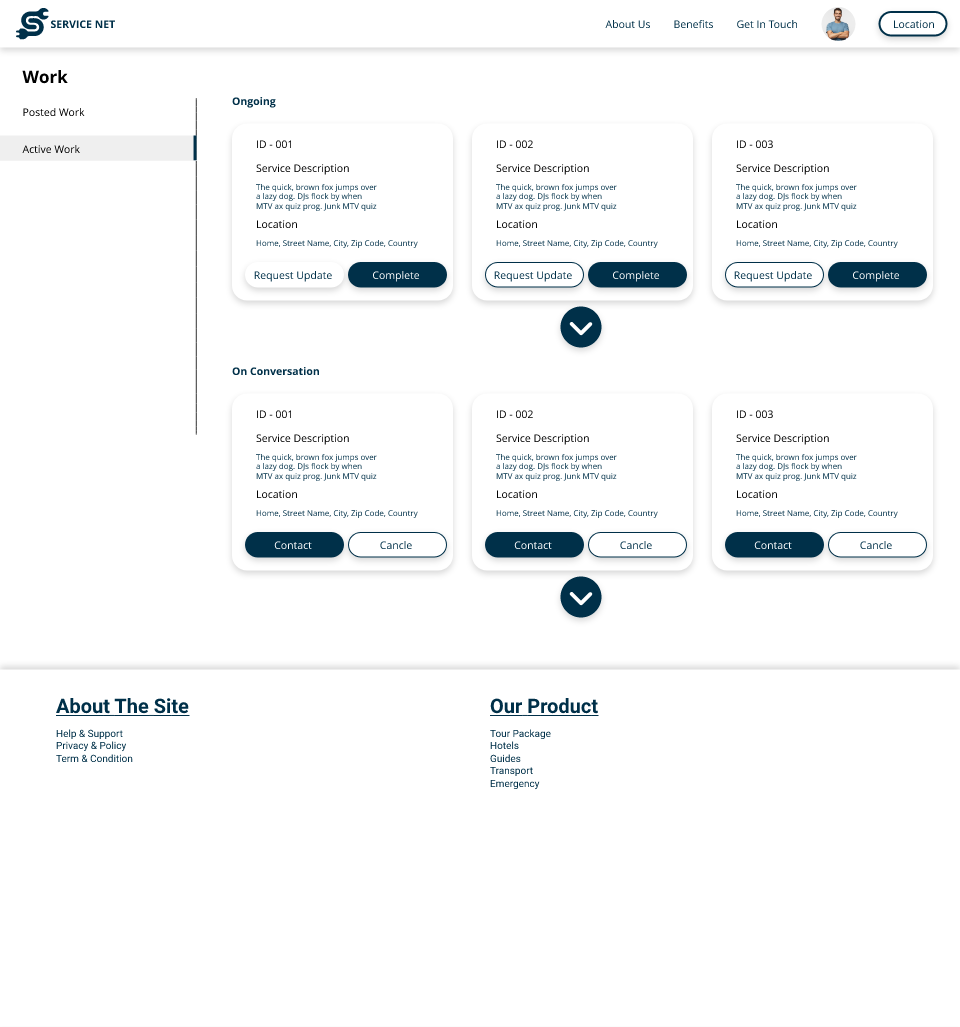 SERVICE NET
About Us
Benefits
Get In Touch
Location
Work
Posted Work
Active Work
Ongoing
ID - 001
Service Description
The quick, brown fox jumps over
a lazy dog. DJs flock by when
MTV ax quiz prog. Junk MTV quiz
Location
Home, Street Name, City, Zip Code, Country
Request Update
Complete
ID - 002
Service Description
The quick, brown fox jumps over
a lazy dog. DJs flock by when
MTV ax quiz prog. Junk MTV quiz
Location
Home, Street Name, City, Zip Code, Country
Request Update
Complete
ID - 003
Service Description
The quick, brown fox jumps over
a lazy dog. DJs flock by when
MTV ax quiz prog. Junk MTV quiz
Location
Home, Street Name, City, Zip Code, Country
Request Update
Complete
On Conversation
ID - 001
Service Description
The quick, brown fox jumps over
a lazy dog. DJs flock by when
MTV ax quiz prog. Junk MTV quiz
Location
Home, Street Name, City, Zip Code, Country
Contact
Cancle
ID - 002
Service Description
The quick, brown fox jumps over
a lazy dog. DJs flock by when
MTV ax quiz prog. Junk MTV quiz
Location
Home, Street Name, City, Zip Code, Country
Contact
Cancle
ID - 003
Service Description
The quick, brown fox jumps over
a lazy dog. DJs flock by when
MTV ax quiz prog. Junk MTV quiz
Location
Home, Street Name, City, Zip Code, Country
Contact
Cancle
About The Site
Help & Support
Privacy & Policy
Term & Condition
Our Product
Tour Package
Hotels
Guides
Transport
Emergency